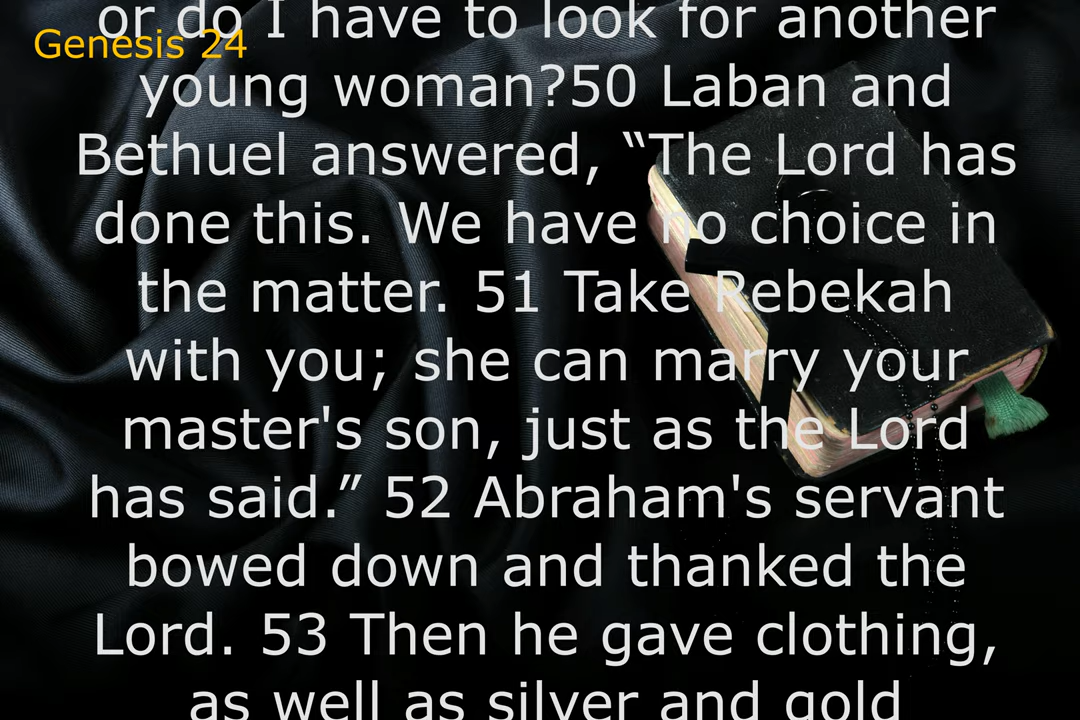 or do I have to look for another
Genesis 24
young woman?50 Laban and
Bethuel answered, “The Lord has
done this. We have no choice in
the matter. 51 Take Rebekah
with you; she can marry your
master's son, just as the Lord
has said.” 52 Abraham's servant
bowed down and thanked the
Lord. 53 Then he gave clothing,
as well as silver and gold